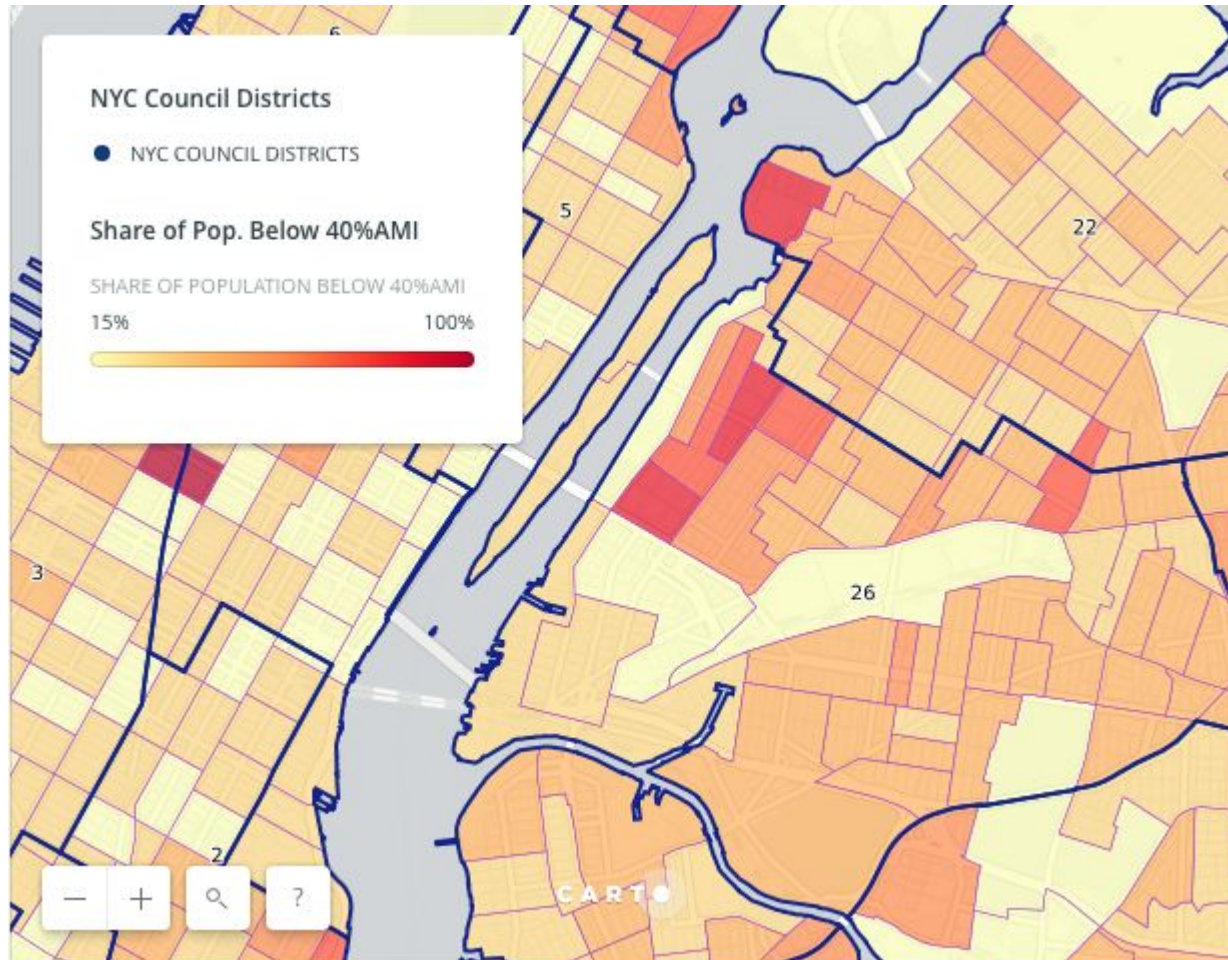 6
NYC Council Districts
NYC COUNCIL DISTRICTS
5
22
Share of Pop. Below 40%AMI
SHARE OF POPULATION BELOW 40%AMI
15% 100%
3
26
2
− + ?
CARTO